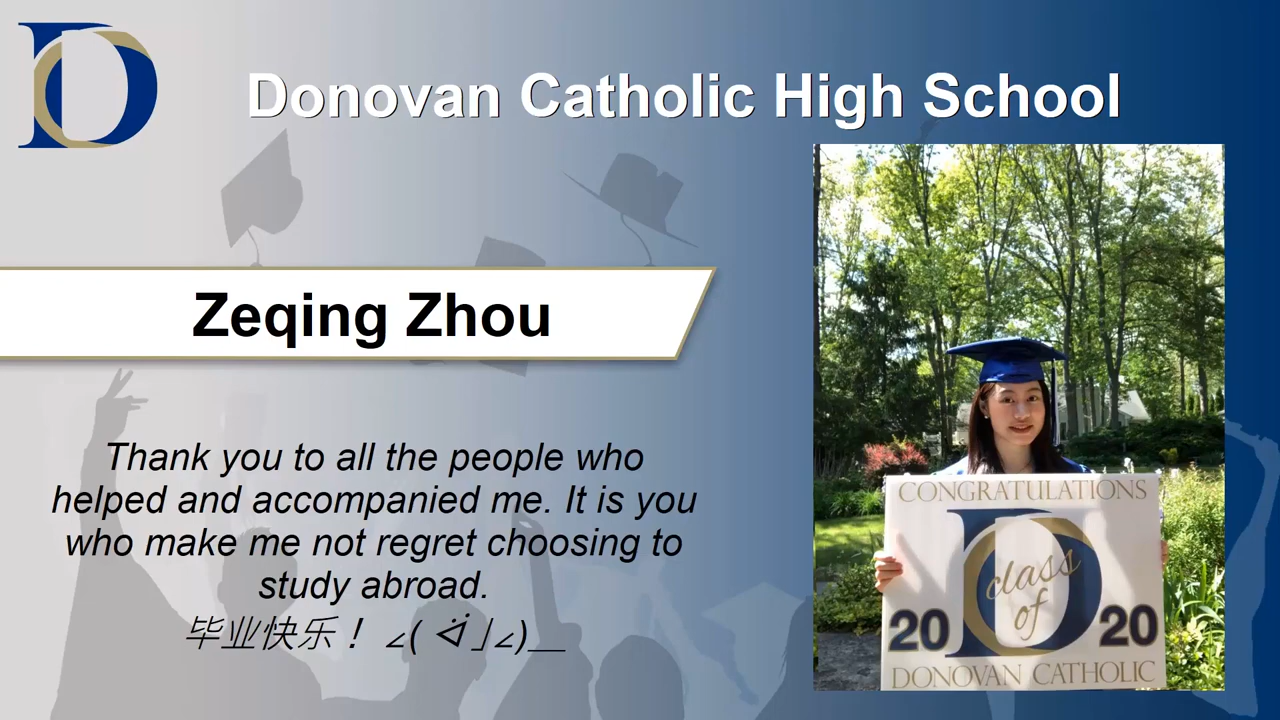 Donovan Catholic High School
Zeqing Zhou
Thank you to all the people who
helped and accompanied me. It is you
who make me not regret choosing to
study abroad.
毕业快乐！ ∠( ᐛ 」∠)＿
CONGRATULATIONS
class
of
20 20
DONOVAN CATHOLIC